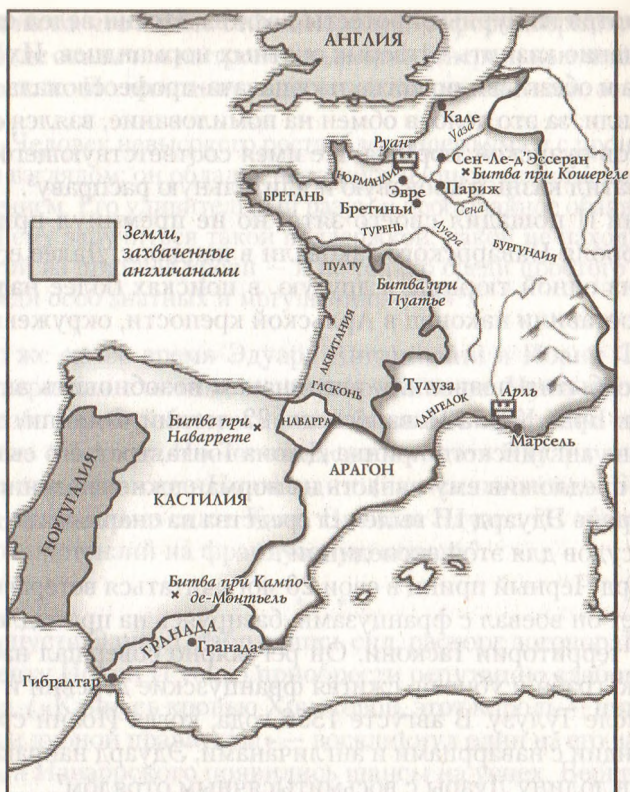 АНГЛИЯ
Кале
Уаза
Руан
Сен-Ле-д'Эссеран
Битва при Кошереле
НОРМАНДИЯ
Эвре
Париж
БРЕТАНЬ
Бретиньи
Сена
ТУРЕНЬ
Луара
БУРГУНДИЯ
Земли,
захваченные
англичанами
ПУАТУ
Битва при
Пуатье
АКВИТАНИЯ
ГАСКОНЬ
Тулуза
Арль
ЛАНГЕДОК
Марсель
Битва при
Наваррете
НАВАРРА
АРАГОН
ПОРТУГАЛИЯ
КАСТИЛИЯ
Битва при Кампо-
де-Монтьель
ГРАНАДА
Гранада
Гибралтар